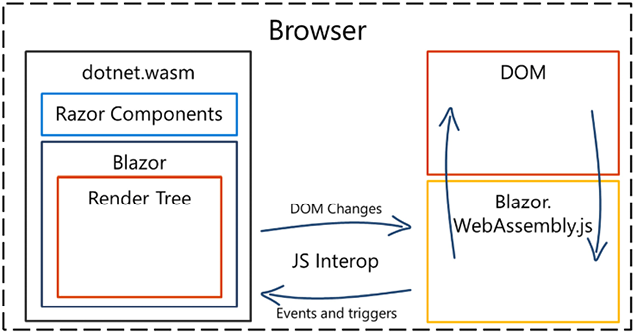 Browser
dotnet.wasm
Razor Components
Blazor
Render Tree
DOM Changes
JS Interop
Events and triggers
DOM
Blazor.
WebAssembly.js